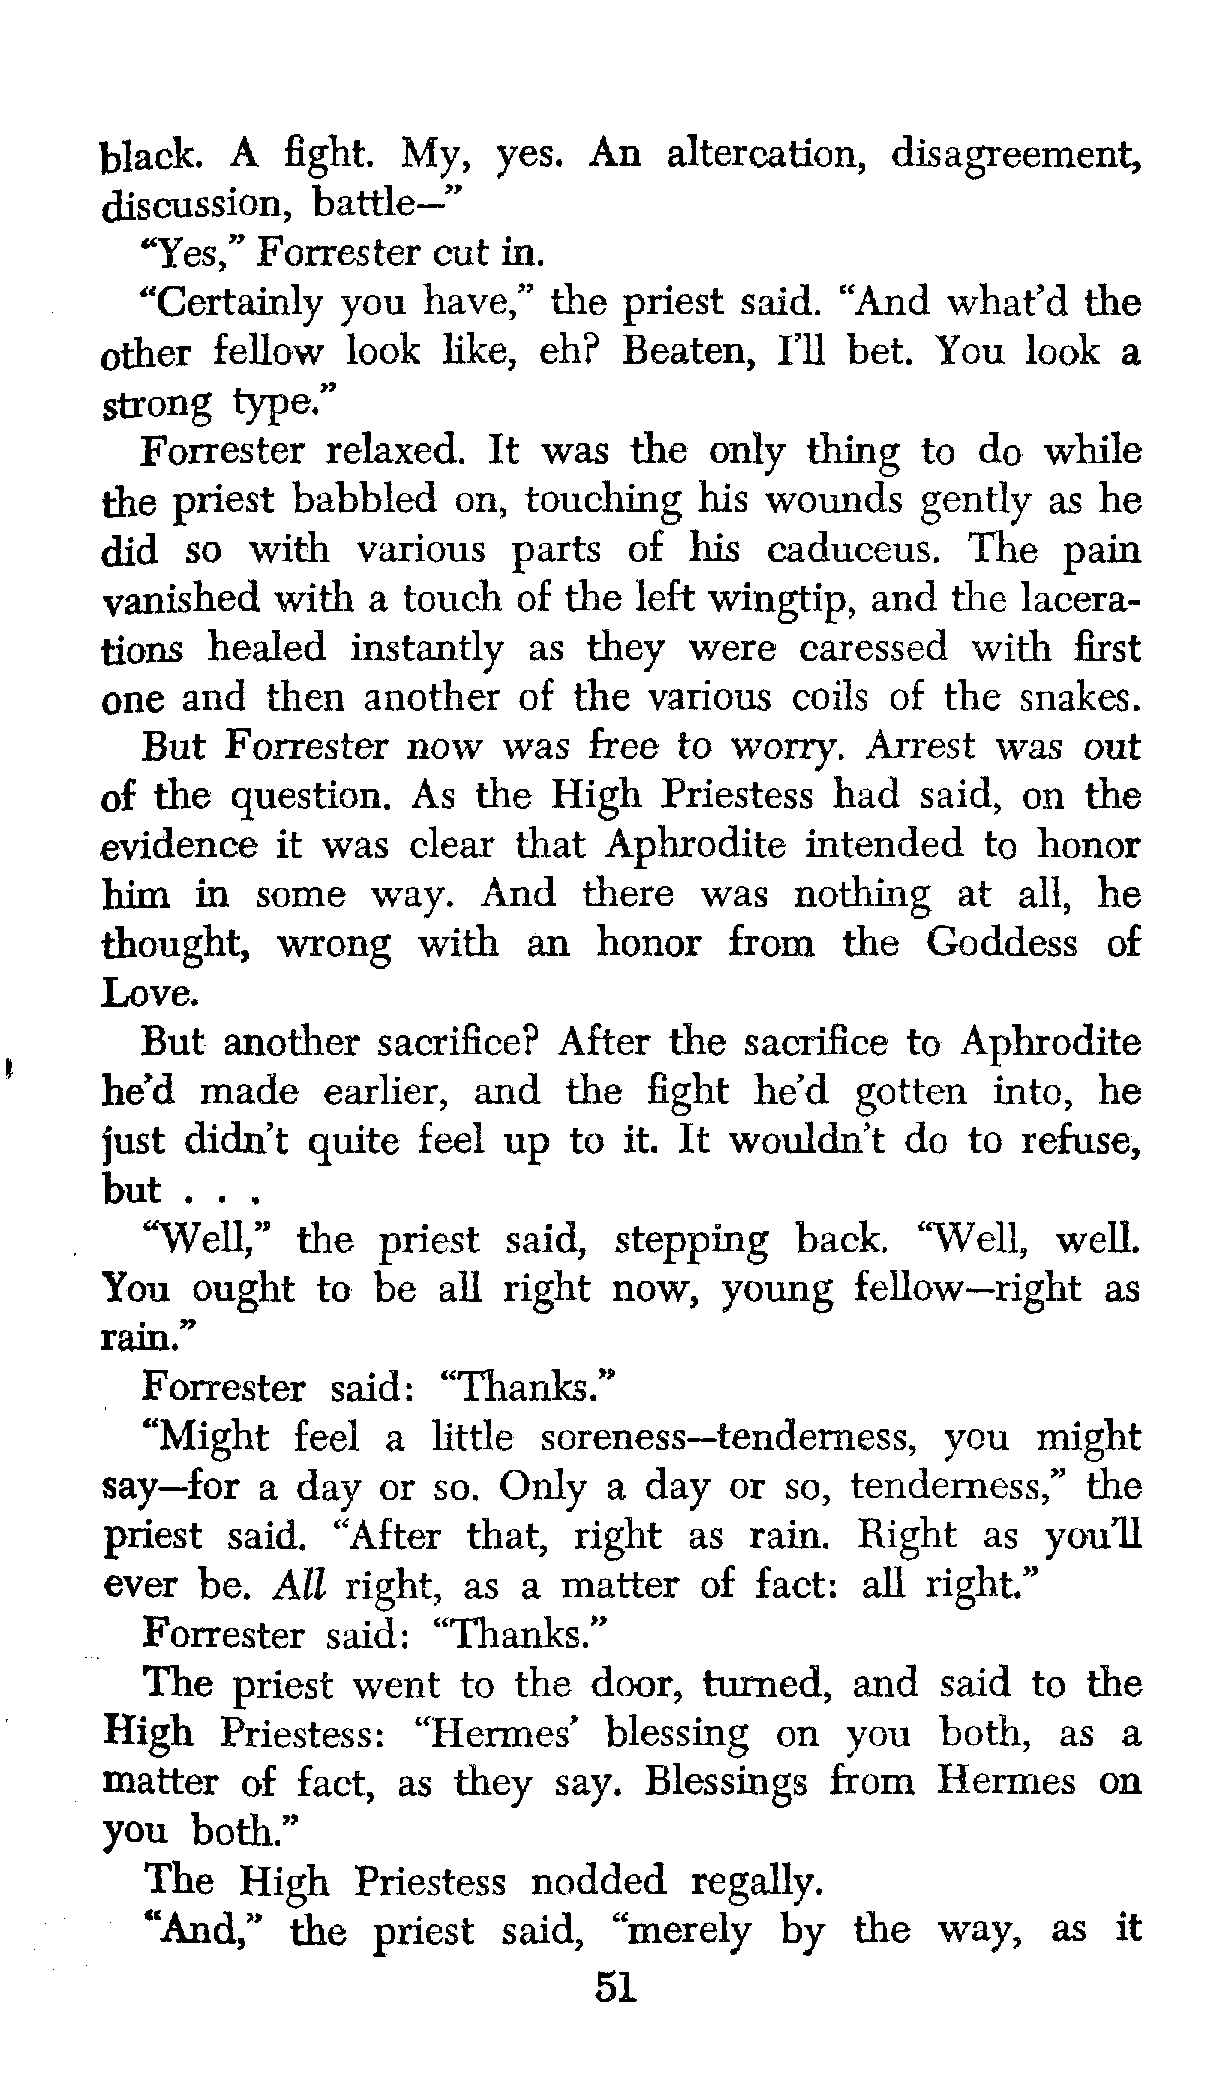 black. A fight. My, yes. An altercation, disagreement,
discussion, battle—”
“Yes,” Forrester cut in.
“Certainly you have,” the priest said. “And what’d the
other fellow look like, eh? Beaten, I’ll bet. You look a
strong type.”
Forrester relaxed. It was the only thing to do while
the priest babbled on, touching his wounds gently as he
did so with various parts of his caduceus. The pain
vanished with a touch of the left wingtip, and the lacera-
tions healed instantly as they were caressed with first
one and then another of the various coils of the snakes.
But Forrester now was free to worry. Arrest was out
of the question. As the High Priestess had said, on the
evidence it was clear that Aphrodite intended to honor
him in some way. And there was nothing at all, he
thought, wrong with an honor from the Goddess of
Love.
But another sacrifice? After the sacrifice to Aphrodite
he’d made earlier, and the fight he’d gotten into, he
just didn’t quite feel up to it. It wouldn’t do to refuse,
but . . .
“Well,” the priest said, stepping back. “Well, well.
You ought to be all right now, young fellow—right as
rain.”
Forrester said: “Thanks.”
“Might feel a little soreness—tenderness, you might
say—for a day or so. Only a day or so, tenderness,” the
priest said. “After that, right as rain. Right as you’ll
ever be. All right, as a matter of fact: all right.”
Forrester said: “Thanks.”
The priest went to the door, turned, and said to the
High Priestess: “Hermes’ blessing on you both, as a
matter of fact, as they say. Blessings from Hermes on
you both.”
The High Priestess nodded regally.
“And,” the priest said, “merely by the way, as it
51